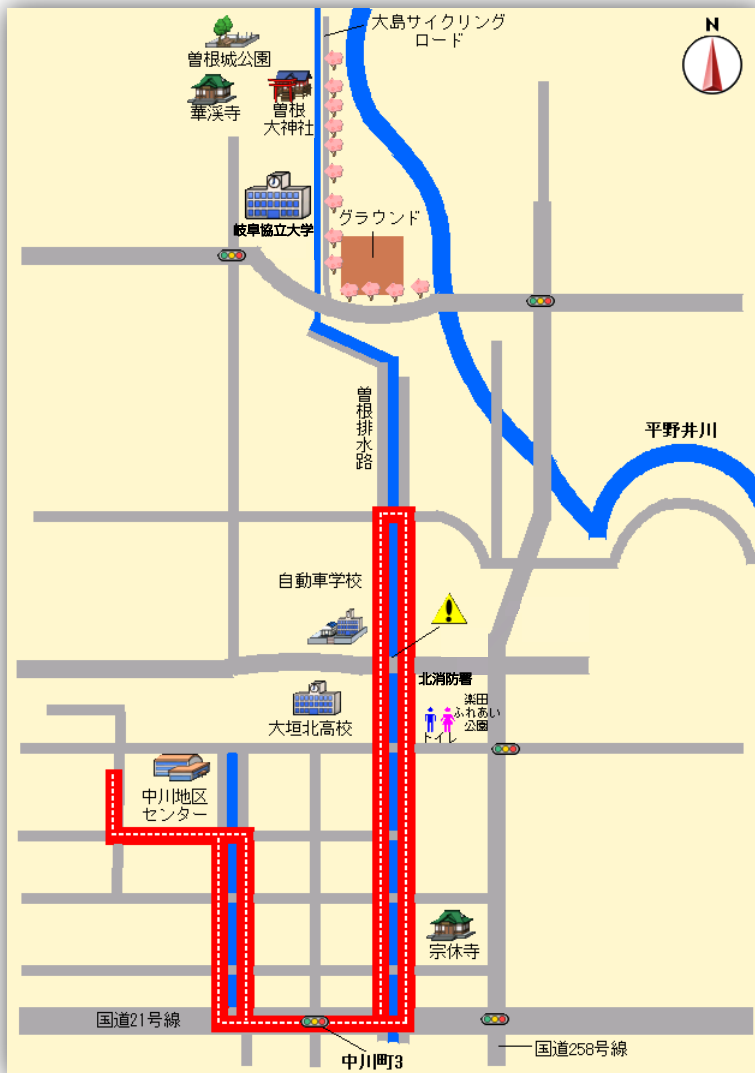 大島サイクリング
ロード
N
曽根城公園
華渓寺
曽根
大神社
グラウンド
岐阜協立大学
曽根排水路
平野井川
自動車学校
北消防署
楽田
ふれあい
公園
トイレ
大垣北高校
中川地区
センター
宗休寺
国道21号線
国道258号線
中川町3